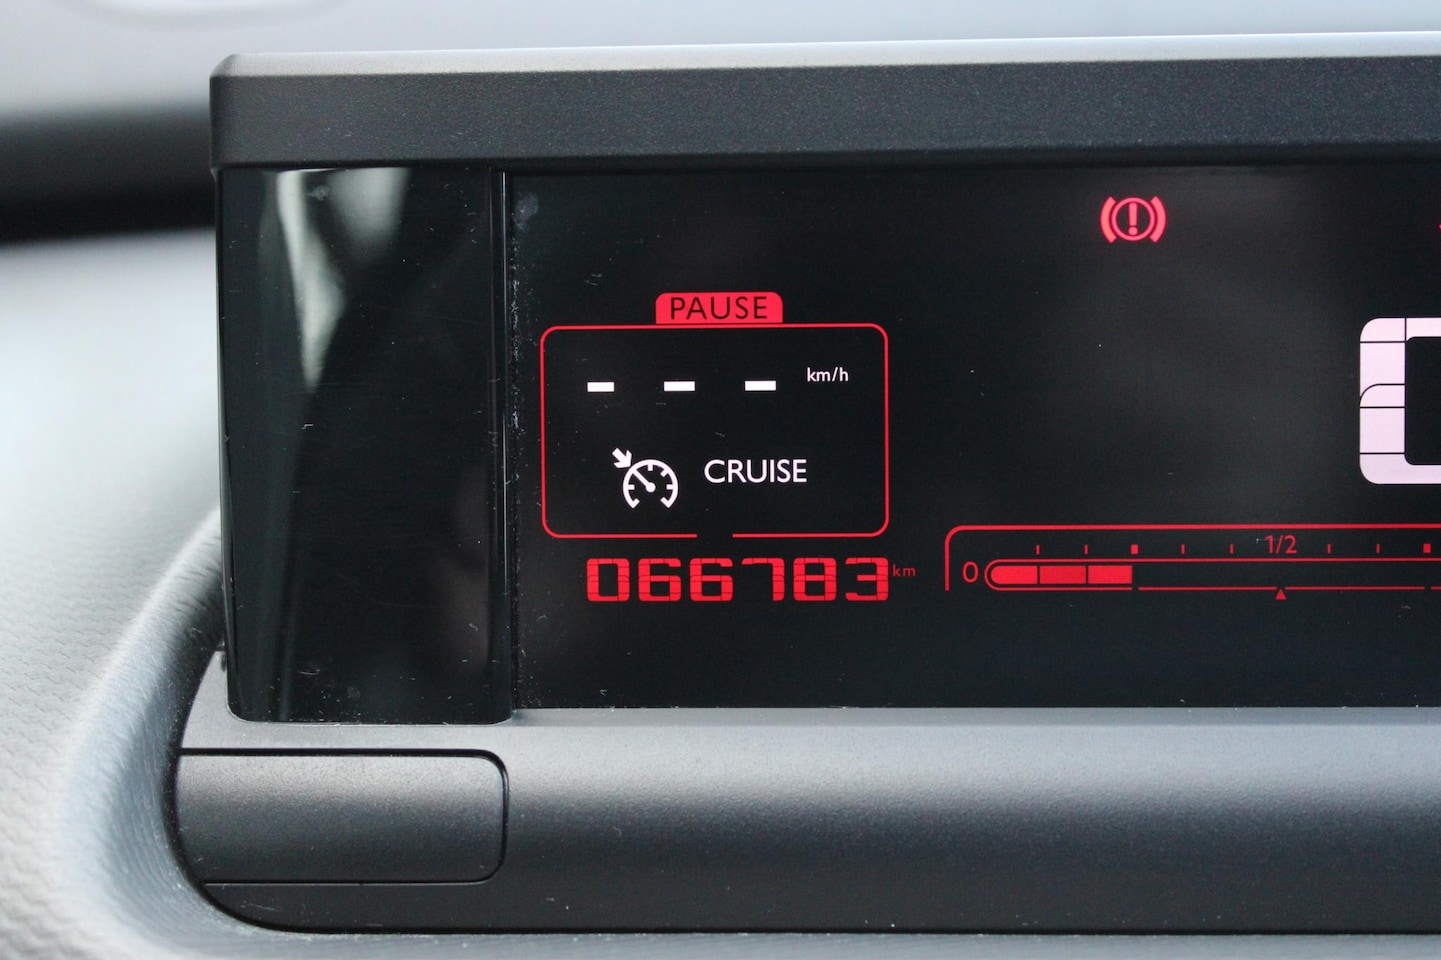 PAUSE
- - - km/h
CRUISE
066783 km
0 1/2